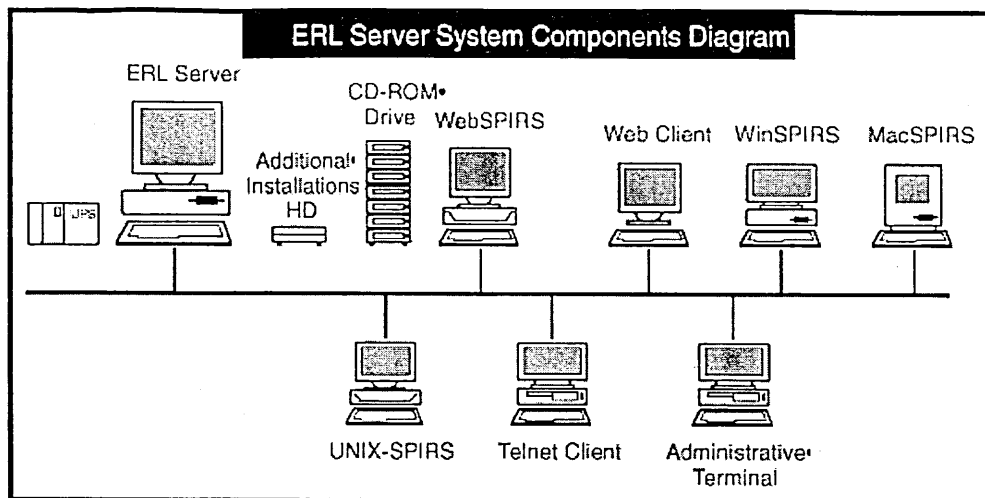 ERL Server System Components Diagram
ERL Server
CD-ROM•
Drive
WebSPIRS
Web Client
WinSPIRS
MacSPIRS
Additional•
Installations
HD
UPS
UNIX-SPIRS
Telnet Client
Administrative•
Terminal